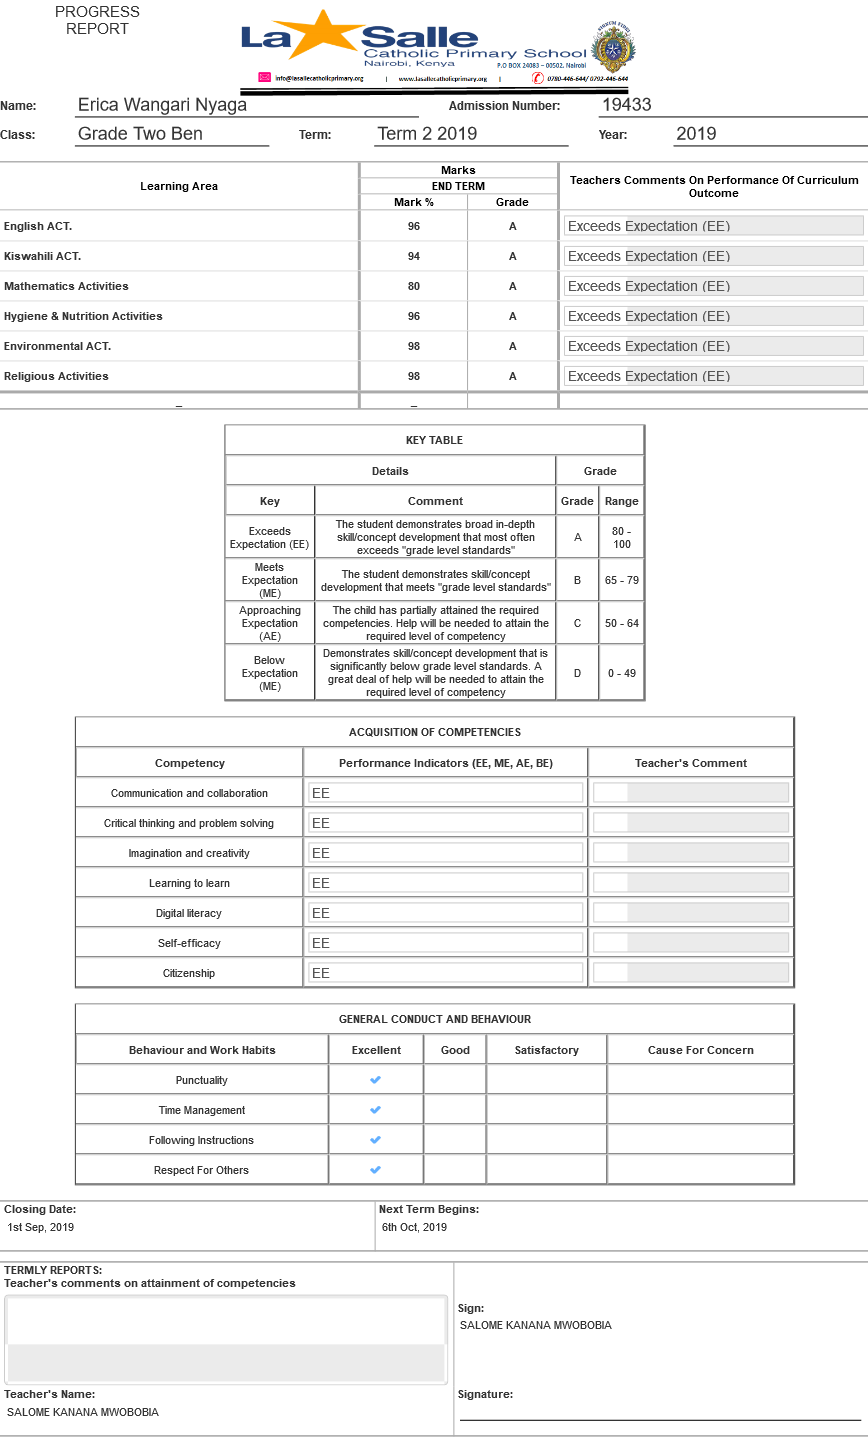 PROGRESS
REPORT
La Salle
Catholic Primary School
Nairobi, Kenya
P.O BOX 24083 – 00502, Nairobi
info@lasallecatholicprimary.org | www.lasallecatholicprimary.org | 0780-446-644/ 0792-446-644
Name: Erica Wangari Nyaga Admission Number: 19433
Class: Grade Two Ben Term: Term 2 2019 Year: 2019
Learning Area Marks Teachers Comments On Performance Of Curriculum Outcome
END TERM
Mark % Grade
English ACT. 96 A Exceeds Expectation (EE)
Kiswahili ACT. 94 A Exceeds Expectation (EE)
Mathematics Activities 80 A Exceeds Expectation (EE)
Hygiene & Nutrition Activities 96 A Exceeds Expectation (EE)
Environmental ACT. 98 A Exceeds Expectation (EE)
Religious Activities 98 A Exceeds Expectation (EE)
_ _
KEY TABLE
Details Grade
Key Comment Grade Range
Exceeds Expectation (EE) The student demonstrates broad in-depth skill/concept development that most often exceeds "grade level standards" A 80 - 100
Meets Expectation (ME) The student demonstrates skill/concept development that meets "grade level standards" B 65 - 79
Approaching Expectation (AE) The child has partially attained the required competencies. Help will be needed to attain the required level of competency C 50 - 64
Below Expectation (ME) Demonstrates skill/concept development that is significantly below grade level standards. A great deal of help will be needed to attain the required level of competency D 0 - 49
ACQUISITION OF COMPETENCIES
Competency Performance Indicators (EE, ME, AE, BE) Teacher's Comment
Communication and collaboration EE
Critical thinking and problem solving EE
Imagination and creativity EE
Learning to learn EE
Digital literacy EE
Self-efficacy EE
Citizenship EE
GENERAL CONDUCT AND BEHAVIOUR
Behaviour and Work Habits Excellent Good Satisfactory Cause For Concern
Punctuality ✔
Time Management ✔
Following Instructions ✔
Respect For Others ✔
Closing Date: Next Term Begins:
1st Sep, 2019 6th Oct, 2019
TERMLY REPORTS:
Teacher's comments on attainment of competencies
Sign:
SALOME KANANA MWOBOBIA
Teacher's Name: Signature:
SALOME KANANA MWOBOBIA